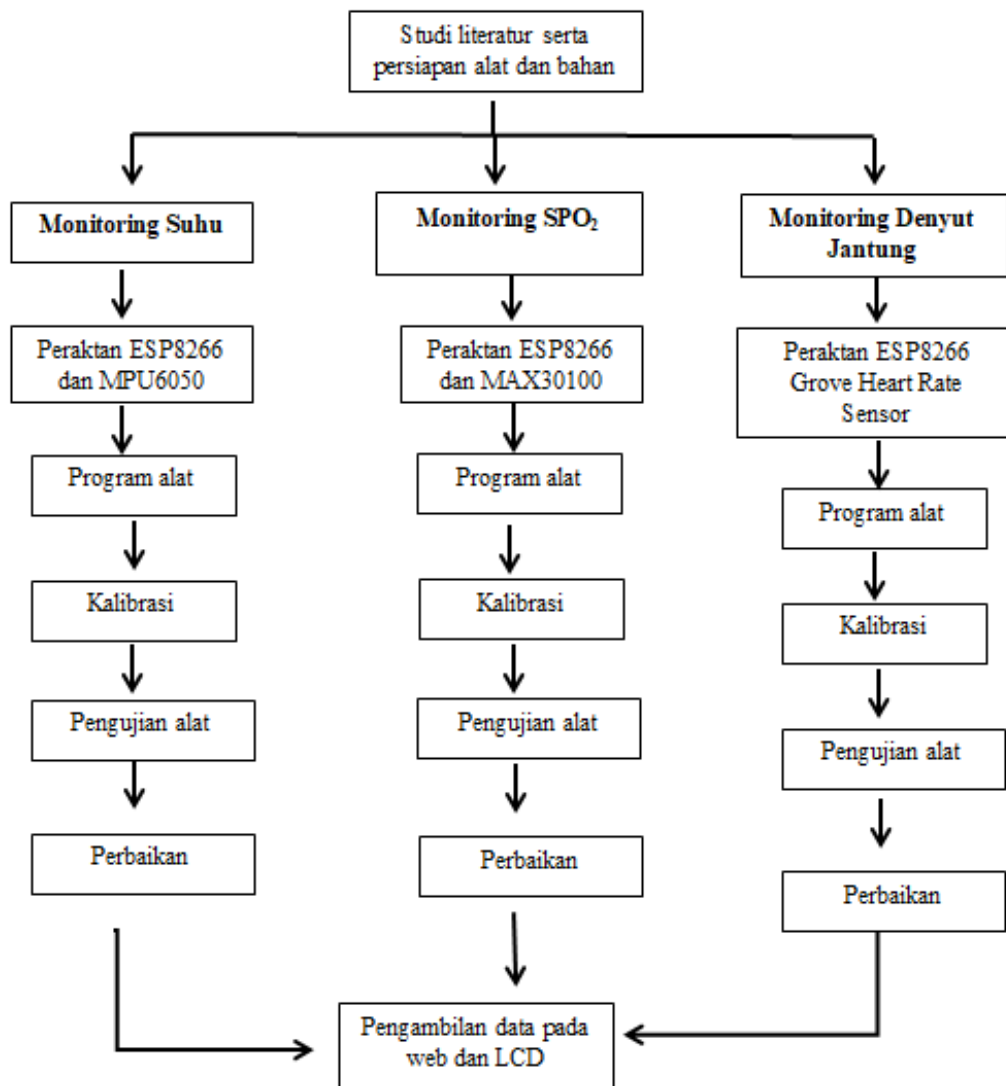 Studi literatur serta
persiapan alat dan bahan
Monitoring Suhu
Monitoring SPO₂
Monitoring Denyut
Jantung
Peraktan ESP8266
dan MPU6050
Peraktan ESP8266
dan MAX30100
Peraktan ESP8266
Grove Heart Rate
Sensor
Program alat
Program alat
Program alat
Kalibrasi
Kalibrasi
Kalibrasi
Pengujian alat
Pengujian alat
Pengujian alat
Perbaikan
Perbaikan
Perbaikan
Pengambilan data pada
web dan LCD